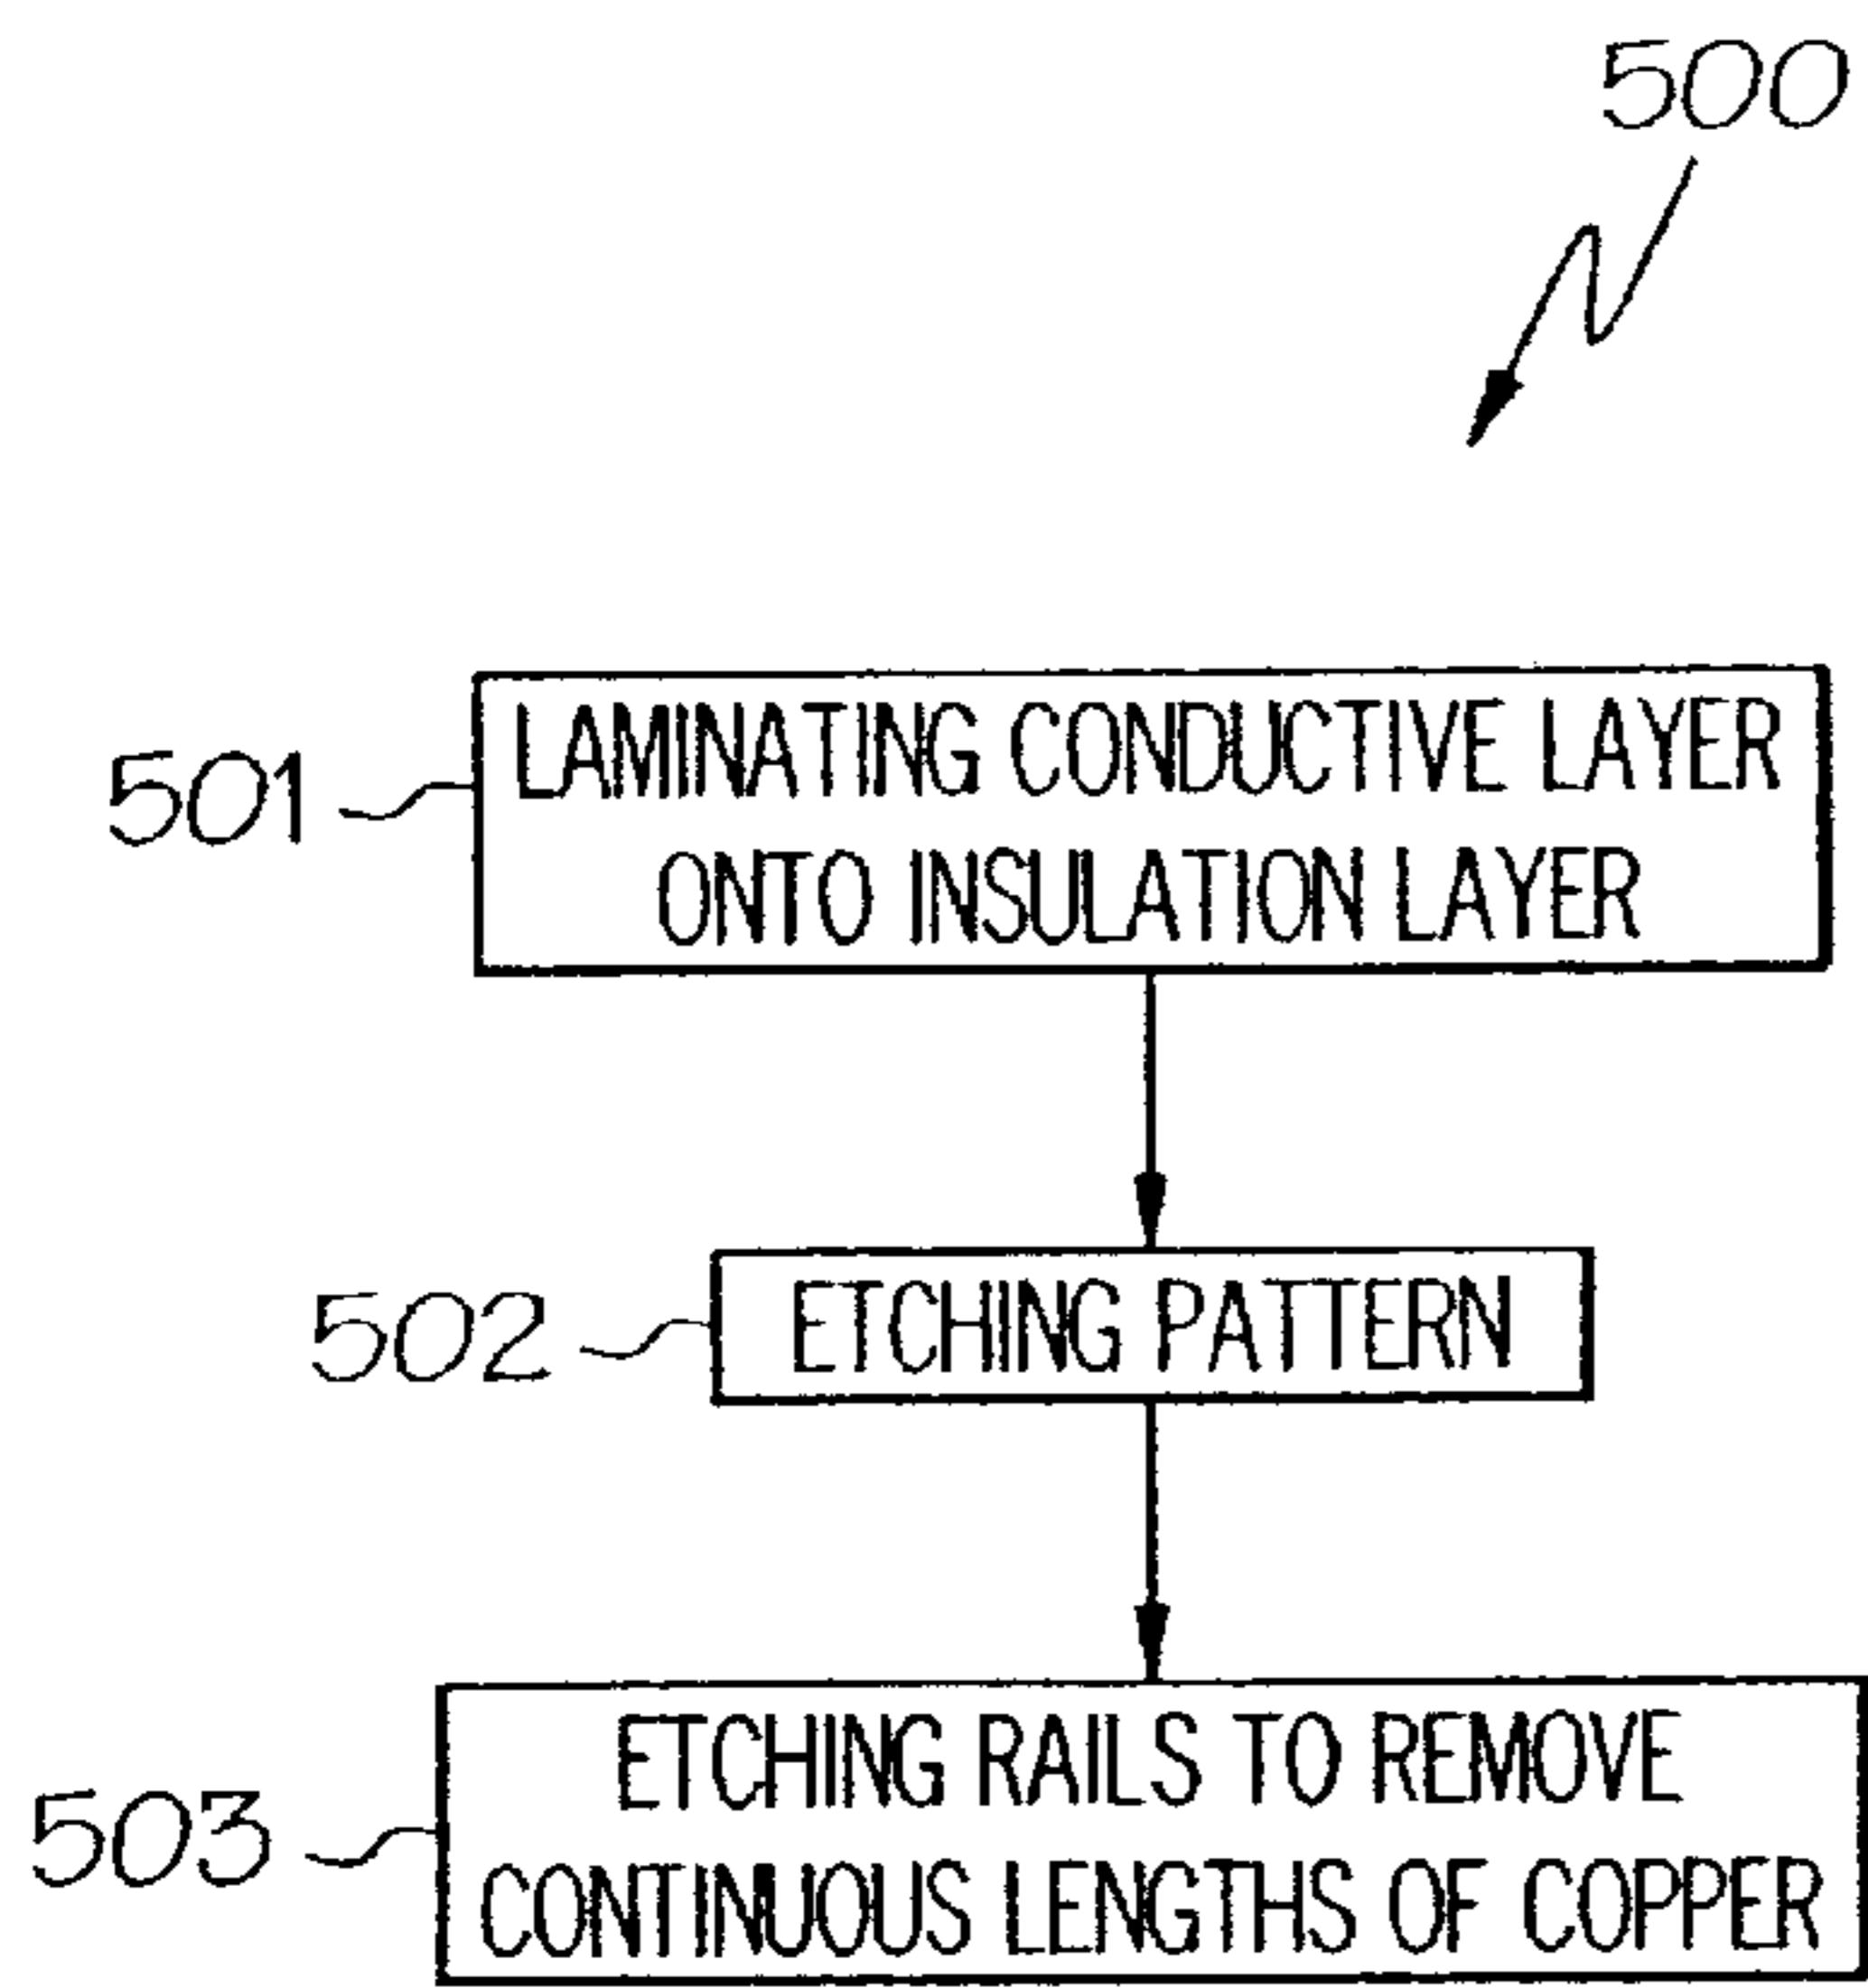 500
501
LAMINATING CONDUCTIVE LAYER
ONTO INSULATION LAYER
502
ETCHING PATTERN
503
ETCHING RAILS TO REMOVE
CONTINUOUS LENGTHS OF COPPER